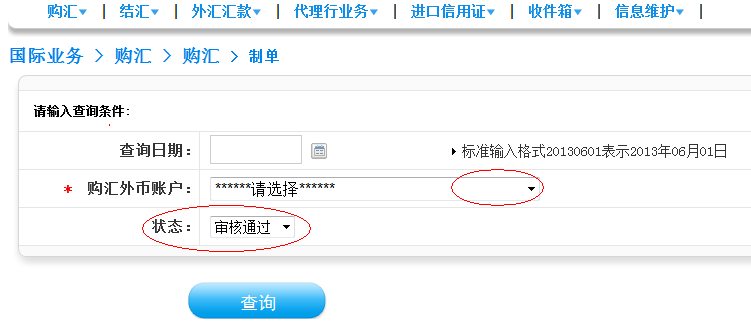 购汇 结汇 外汇汇款 代理行业务 进口信用证 收件箱 信息维护
国际业务 > 购汇 > 购汇 > 制单
请输入查询条件:
查询日期： 标准输入格式20130601表示2013年06月01日
* 购汇外币账户： ******请选择******
状态： 审核通过
查询